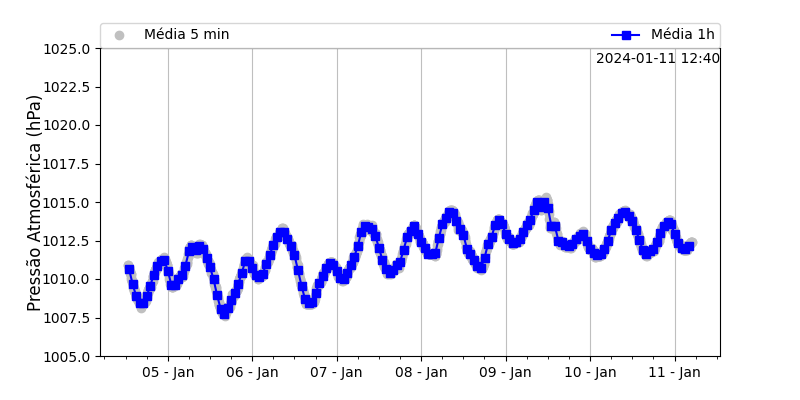 Média 5 min
Média 1h
2024-01-11 12:40
Pressão Atmosférica (hPa)
1025.0
1022.5
1020.0
1017.5
1015.0
1012.5
1010.0
1007.5
1005.0
05 - Jan
06 - Jan
07 - Jan
08 - Jan
09 - Jan
10 - Jan
11 - Jan